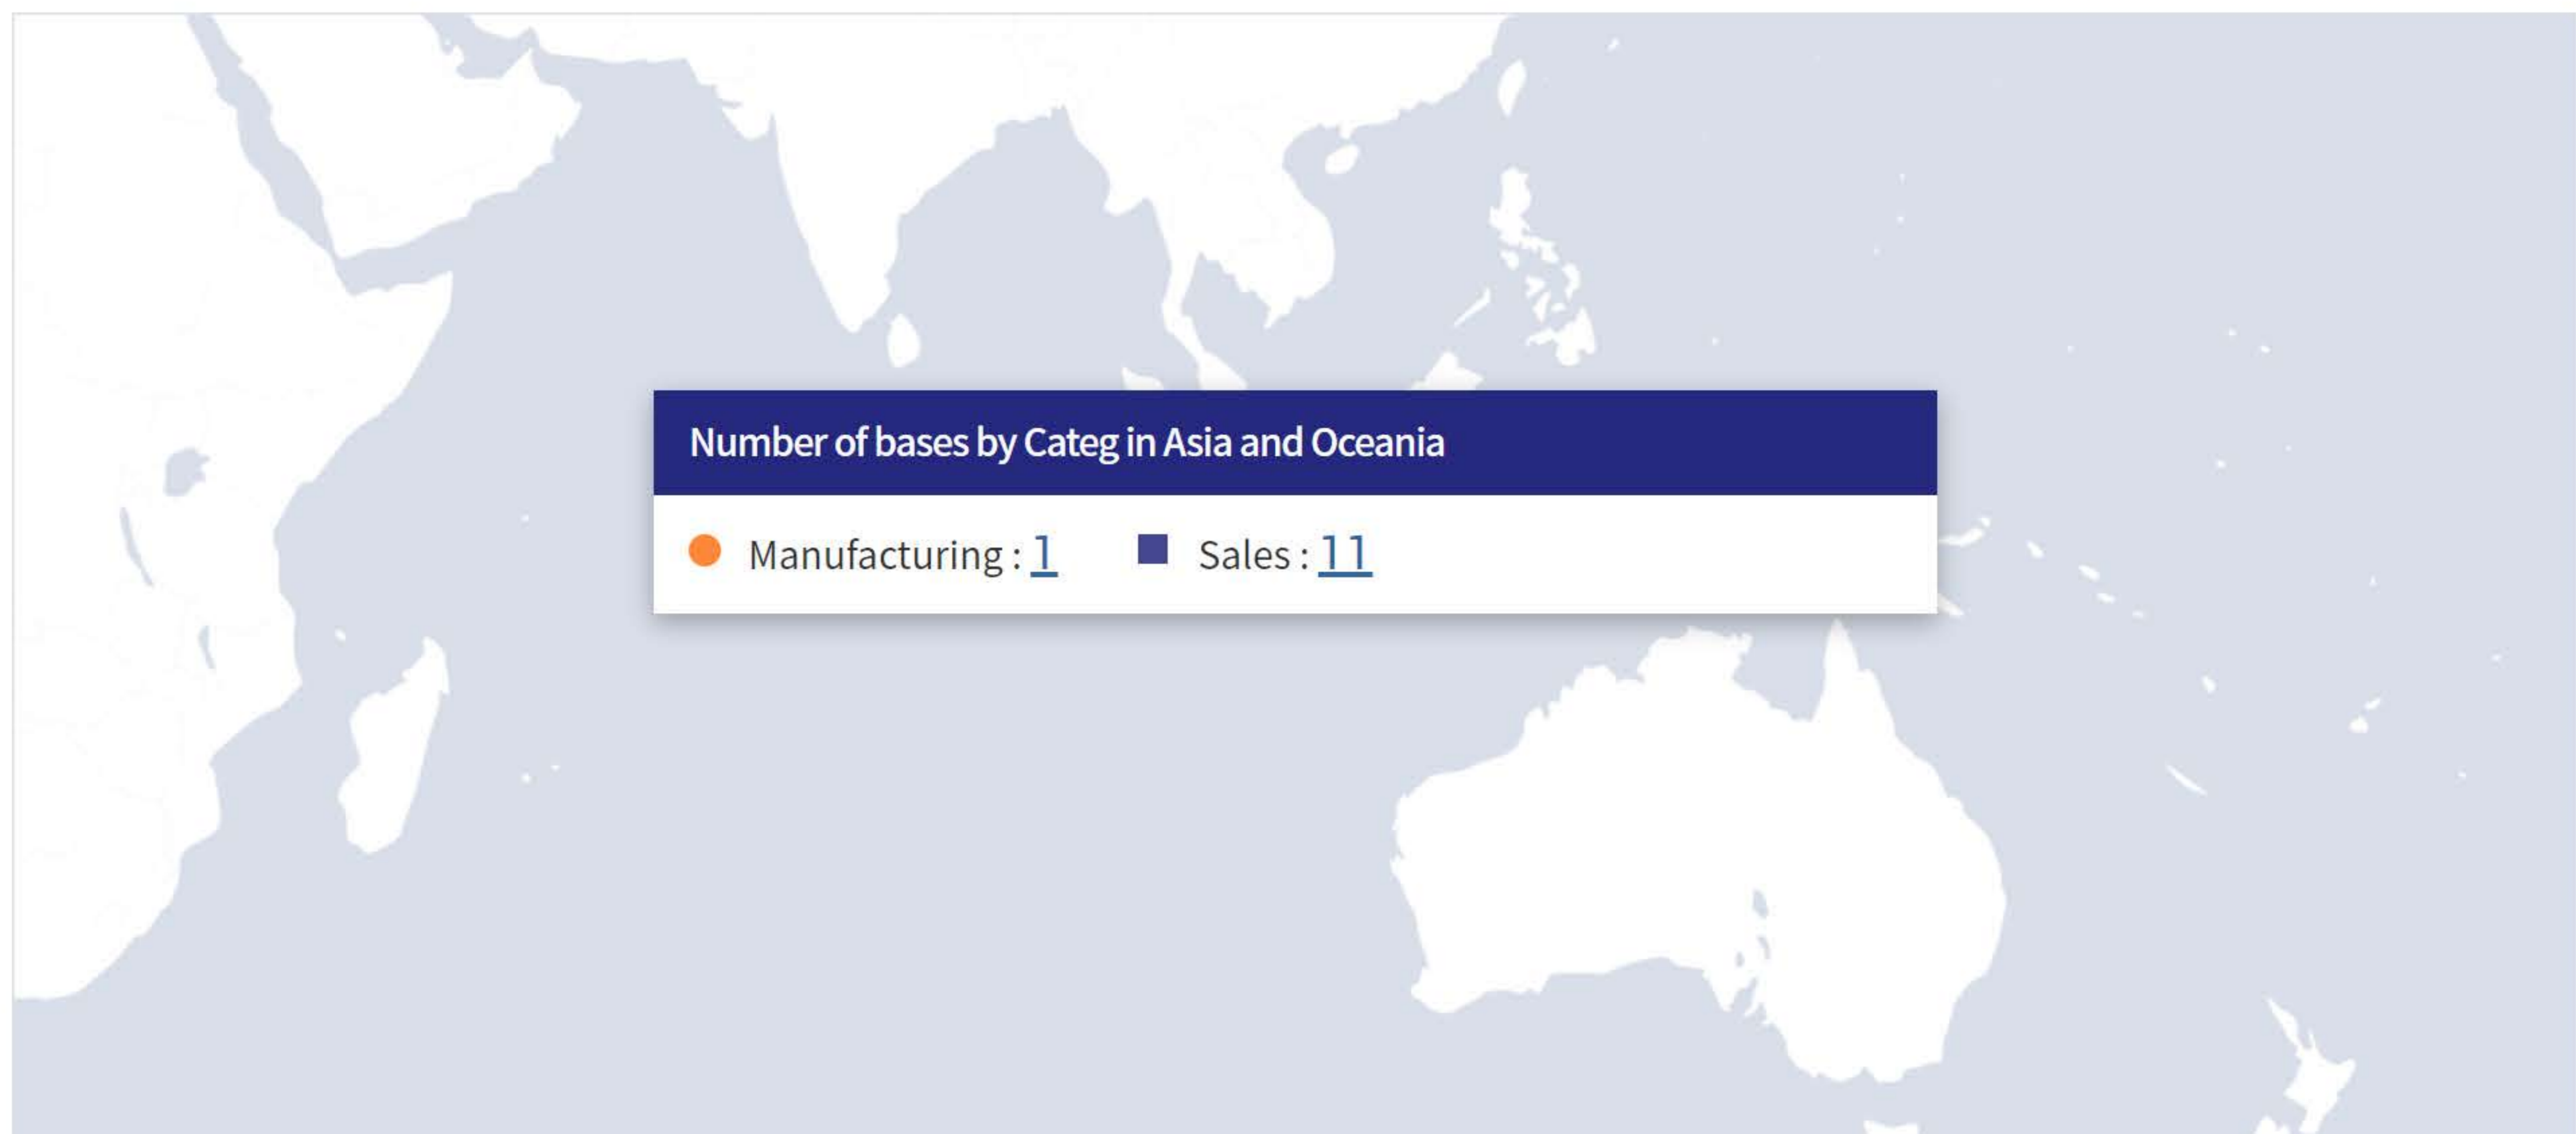 Number of bases by Categ in Asia and Oceania
Manufacturing : 1 Sales : 11